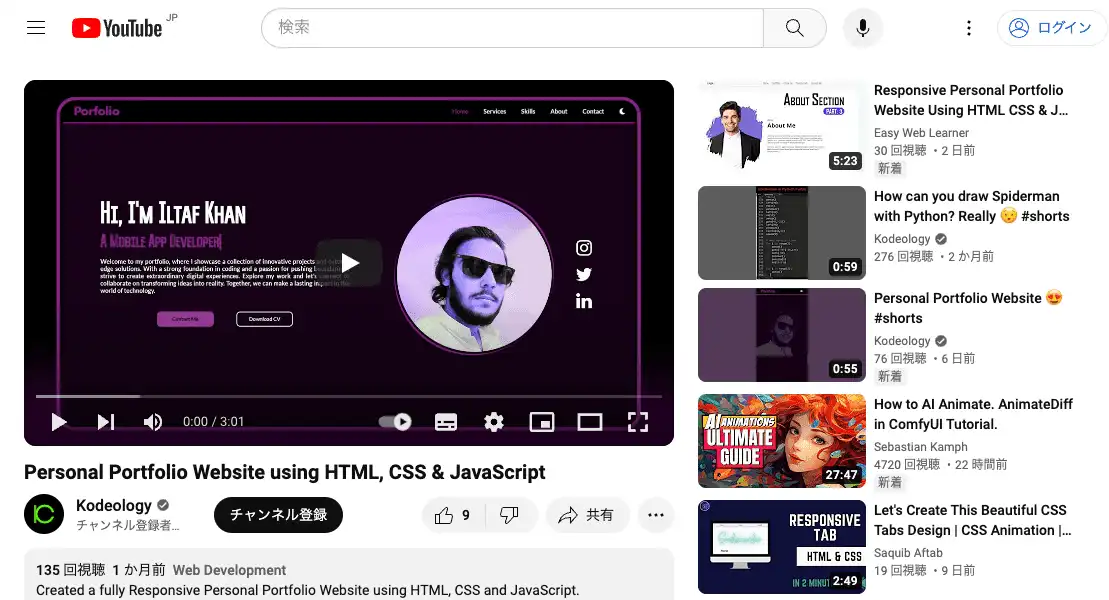 YouTube JP
検索
ログイン
Porfolio
Home Services Skills About Contact
Hi, I'm Iltaf Khan
A Mobile App Developer|
Welcome to my portfolio, where I showcase a collection of innovative projects and
edge solutions. With a strong foundation in coding and a passion for pushing
strive to create extraordinary digital experiences. Explore my work and let's
collaborate on transforming ideas into reality. Together, we can make a lasting in
world of technology.
Contact Me Download CV
0:00 / 3:01
Personal Portfolio Website using HTML, CSS & JavaScript
Kodeology
チャンネル登録者…
チャンネル登録
9
共有
135 回視聴 1 か月前 Web Development
Created a fully Responsive Personal Portfolio Website using HTML, CSS and JavaScript.
About Section
PART 3
About Me
5:23
Responsive Personal Portfolio
Website Using HTML CSS & J…
Easy Web Learner
30 回視聴 ・2 日前
新着
0:59
How can you draw Spiderman
with Python? Really 😯 #shorts
Kodeology
276 回視聴 ・2 か月前
0:55
Personal Portfolio Website 😍
#shorts
Kodeology
76 回視聴 ・6 日前
新着
AI ANIMATIONS
ULTIMATE
GUIDE
27:47
How to AI Animate. AnimateDiff
in ComfyUI Tutorial.
Sebastian Kamph
4720 回視聴 ・22 時間前
新着
RESPONSIVE
TAB
HTML & CSS
IN 2 MINUT
2:49
Let's Create This Beautiful CSS
Tabs Design | CSS Animation |…
Saquib Aftab
19 回視聴 ・9 日前